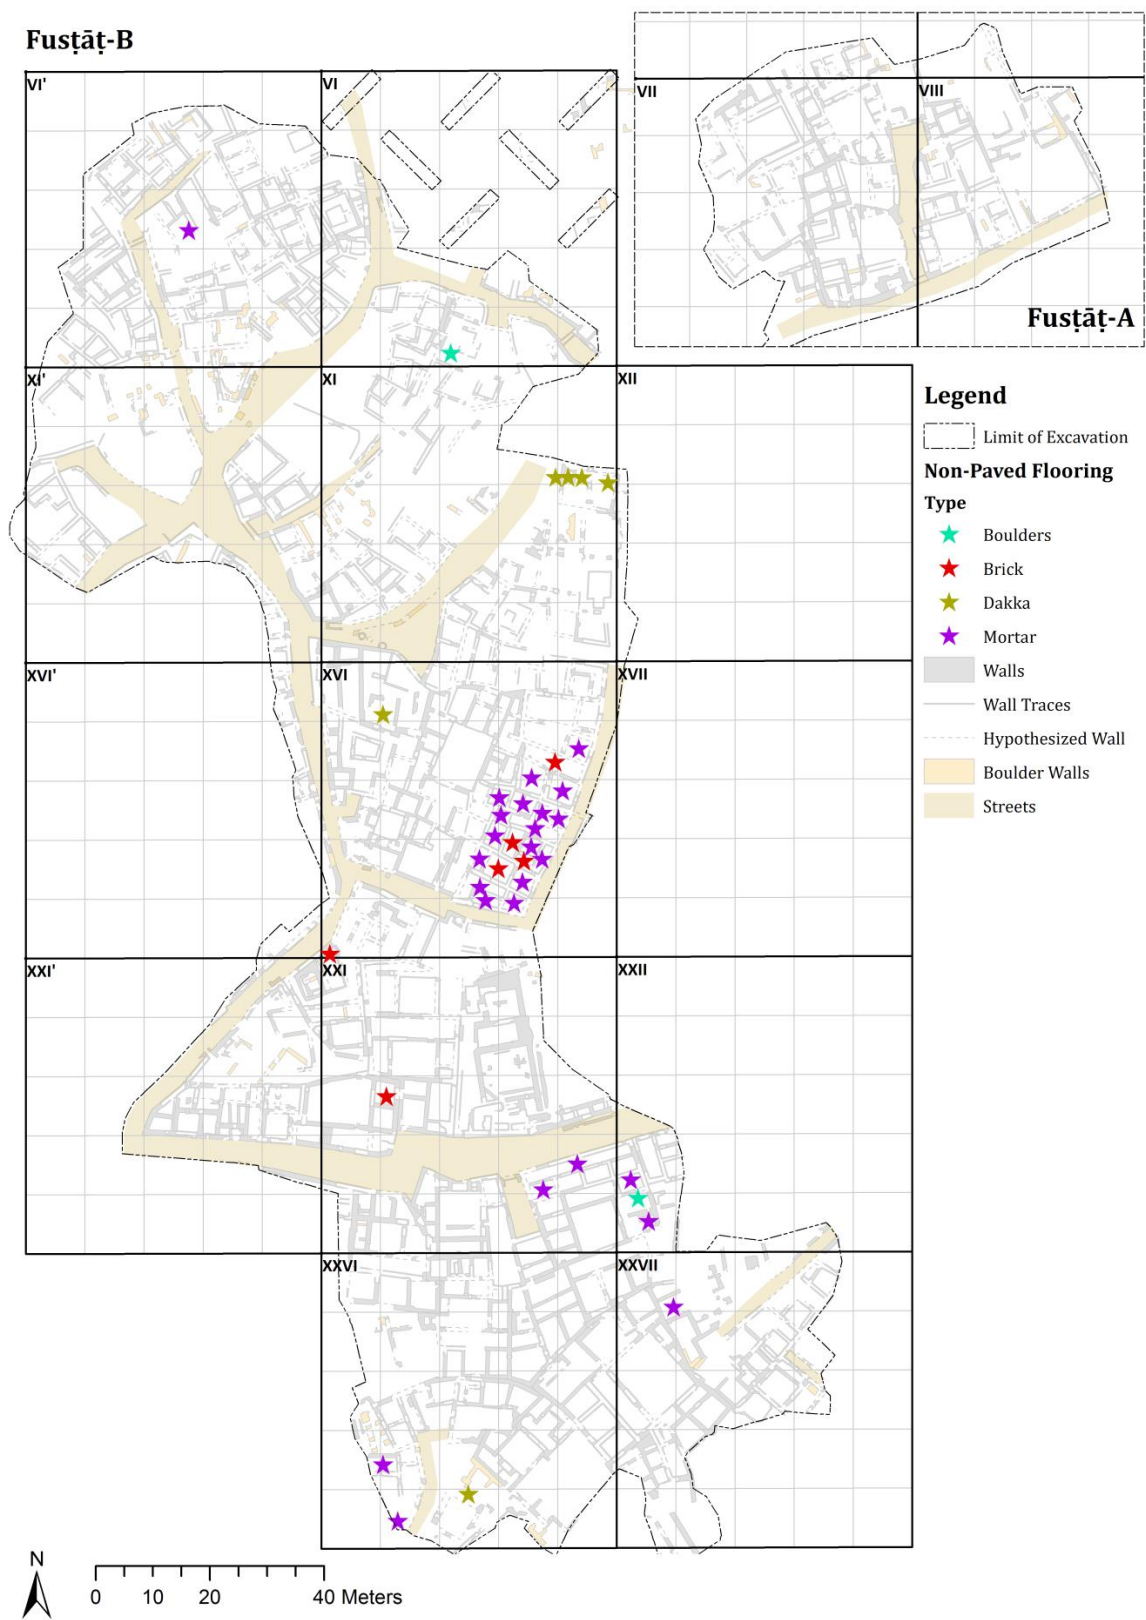 Fusṭāṭ-B
VI'
VI
VII
VIII
Fusṭāṭ-A
XI'
XI
XII
Legend
Limit of Excavation
Non-Paved Flooring
Type
Boulders
Brick
Dakka
Mortar
Walls
Wall Traces
Hypothesized Wall
Boulder Walls
Streets
XVI'
XVI
XVII
XXI'
XXI
XXII
XXVI
XXVII
N
0 10 20 40 Meters